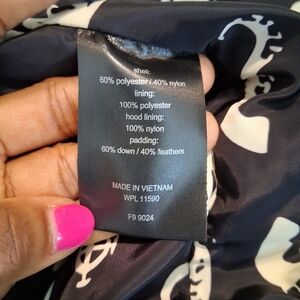 shell:
60% polyester / 40% nylon
lining:
100% polyester
hood lining:
100% nylon
padding:
60% down / 40% feathers
MADE IN VIETNAM
WPL 11590
F9 9024